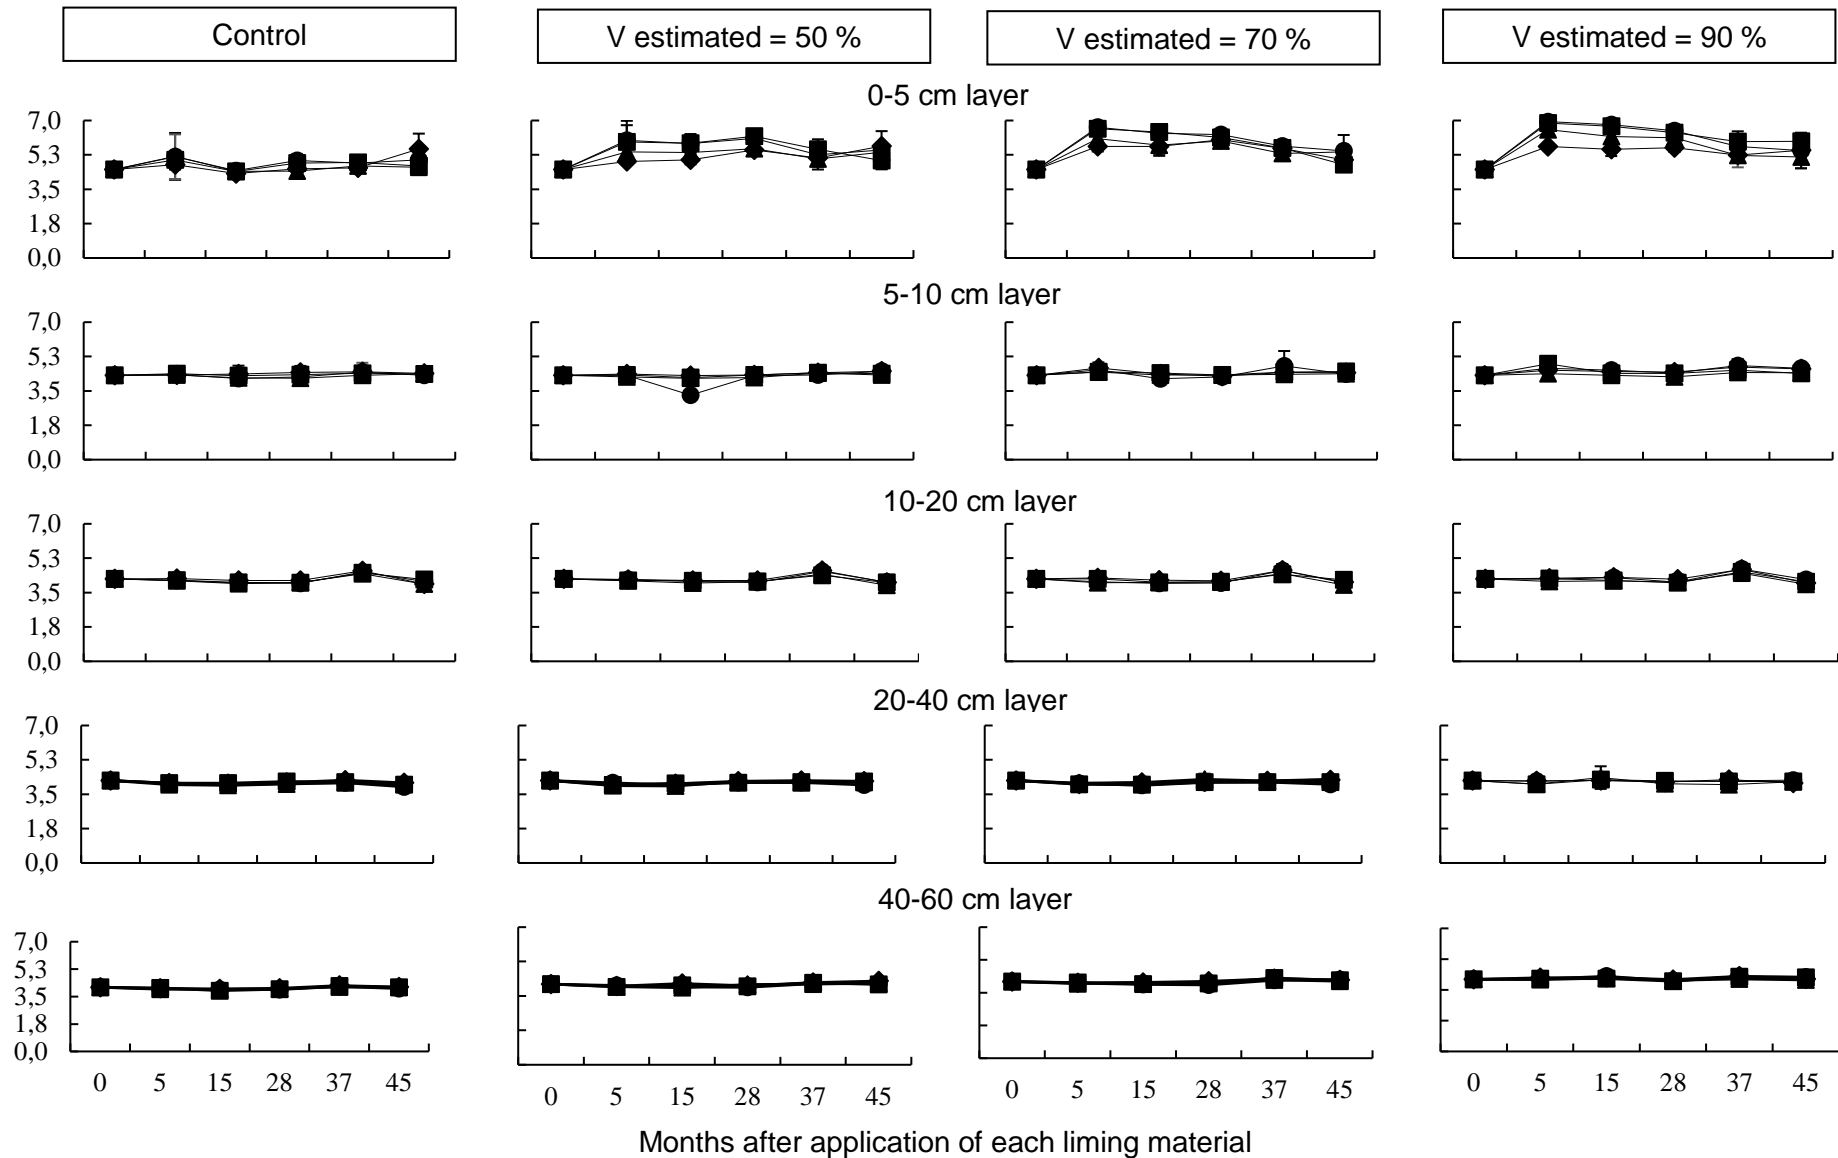 Control
V estimated = 50 %
V estimated = 70 %
V estimated = 90 %
0-5 cm layer
7,0
5,3
3,5
1,8
0,0
5-10 cm layer
7,0
5,3
3,5
1,8
0,0
10-20 cm layer
7,0
5,3
3,5
1,8
0,0
20-40 cm layer
7,0
5,3
3,5
1,8
0,0
40-60 cm layer
7,0
5,3
3,5
1,8
0,0
0 5 15 28 37 45
0 5 15 28 37 45
0 5 15 28 37 45
0 5 15 28 37 45
Months after application of each liming material